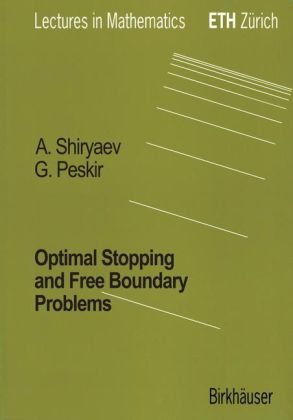 Lectures in Mathematics ETH Zürich
A. Shiryaev
G. Peskir
Optimal Stopping
and Free Boundary
Problems
Birkhäuser